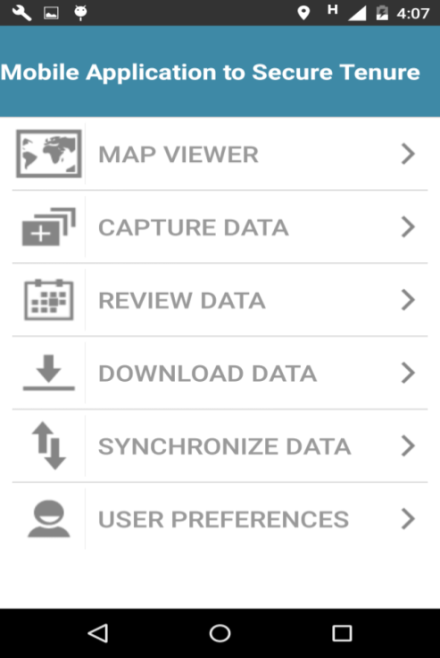 H 4:07
Mobile Application to Secure Tenure
MAP VIEWER
CAPTURE DATA
REVIEW DATA
DOWNLOAD DATA
SYNCHRONIZE DATA
USER PREFERENCES